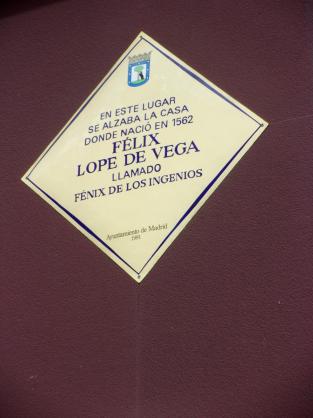 EN ESTE LUGAR
SE ALZABA LA CASA
DONDE NACIÓ EN 1562
FÉLIX
LOPE DE VEGA
LLAMADO
FÉNIX DE LOS INGENIOS
Ayuntamiento de Madrid
1991